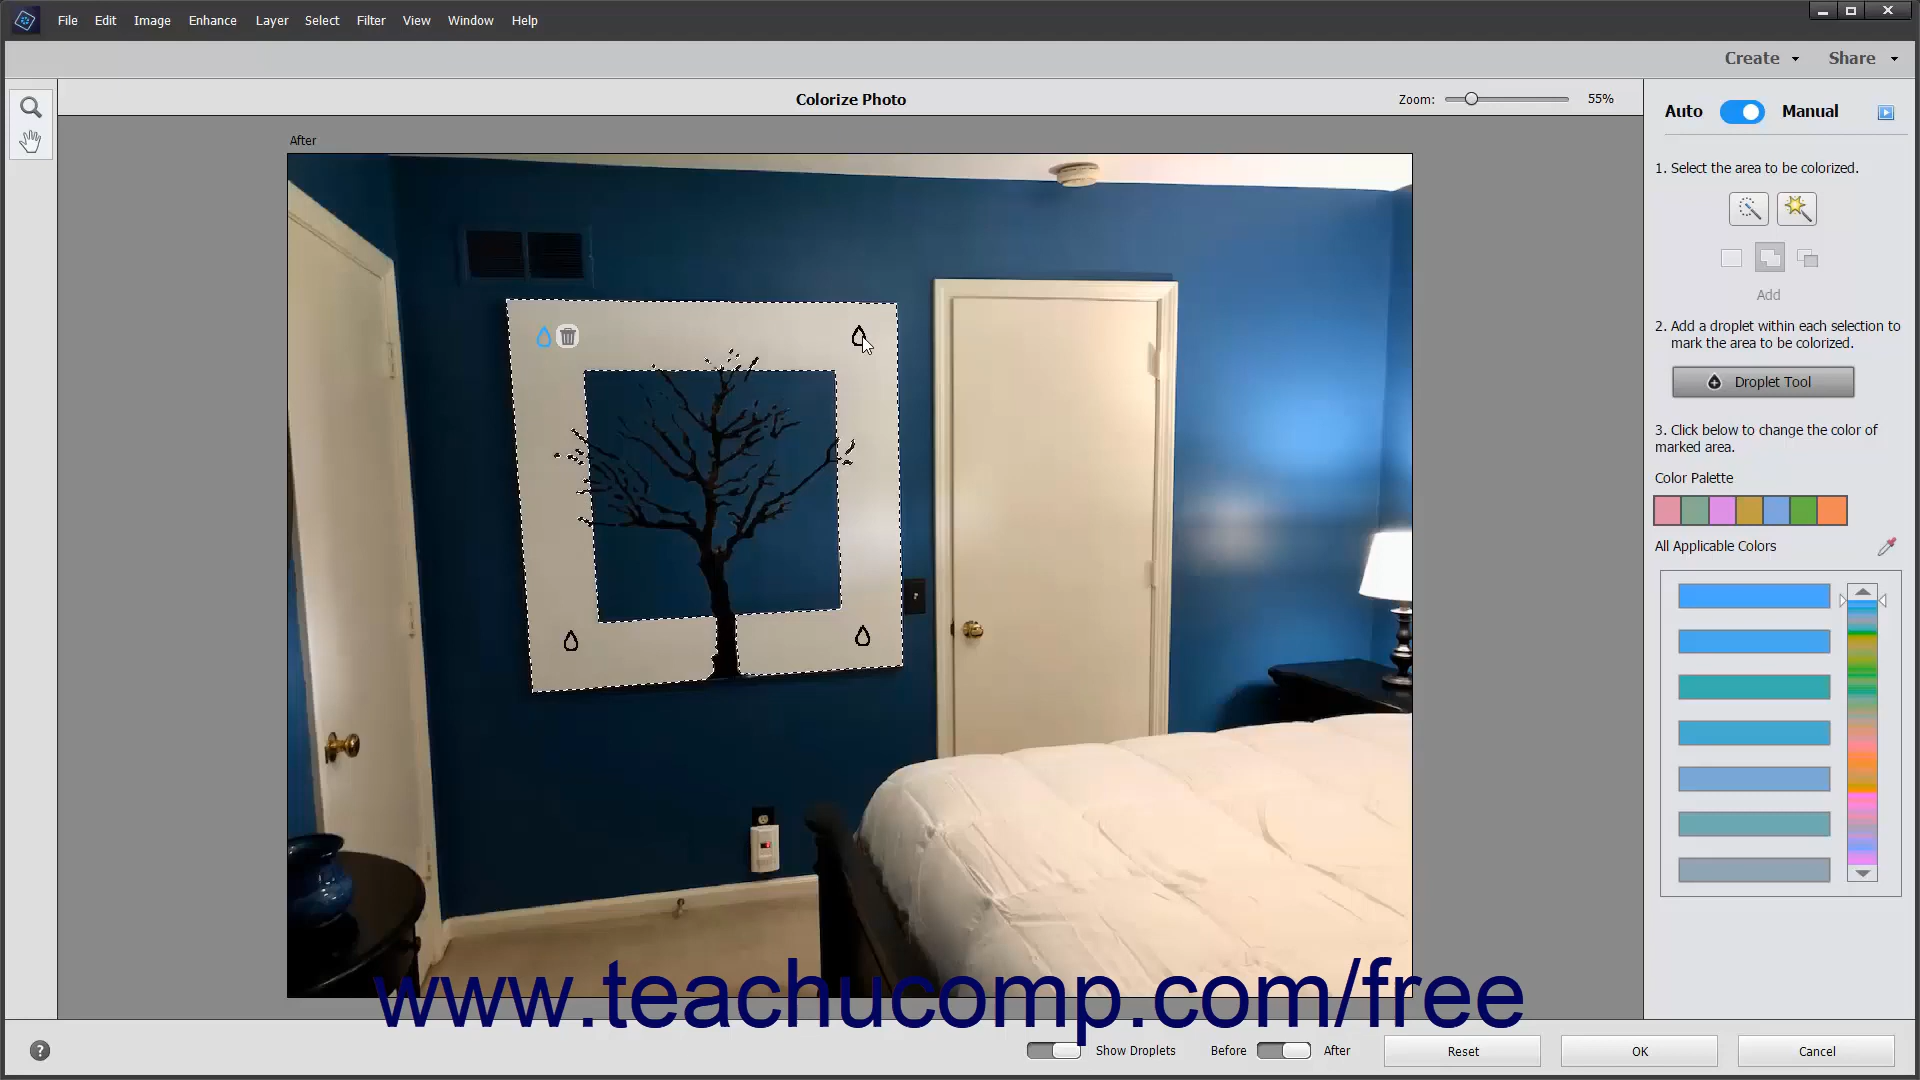 File Edit Image Enhance Layer Select Filter View Window Help
Create Share
Colorize Photo
Zoom: 55%
After
Auto Manual
1. Select the area to be colorized.
Add
2. Add a droplet within each selection to
mark the area to be colorized.
Droplet Tool
3. Click below to change the color of
marked area.
Color Palette
All Applicable Colors
www.teachucomp.com/free
? Show Droplets Before After Reset OK Cancel